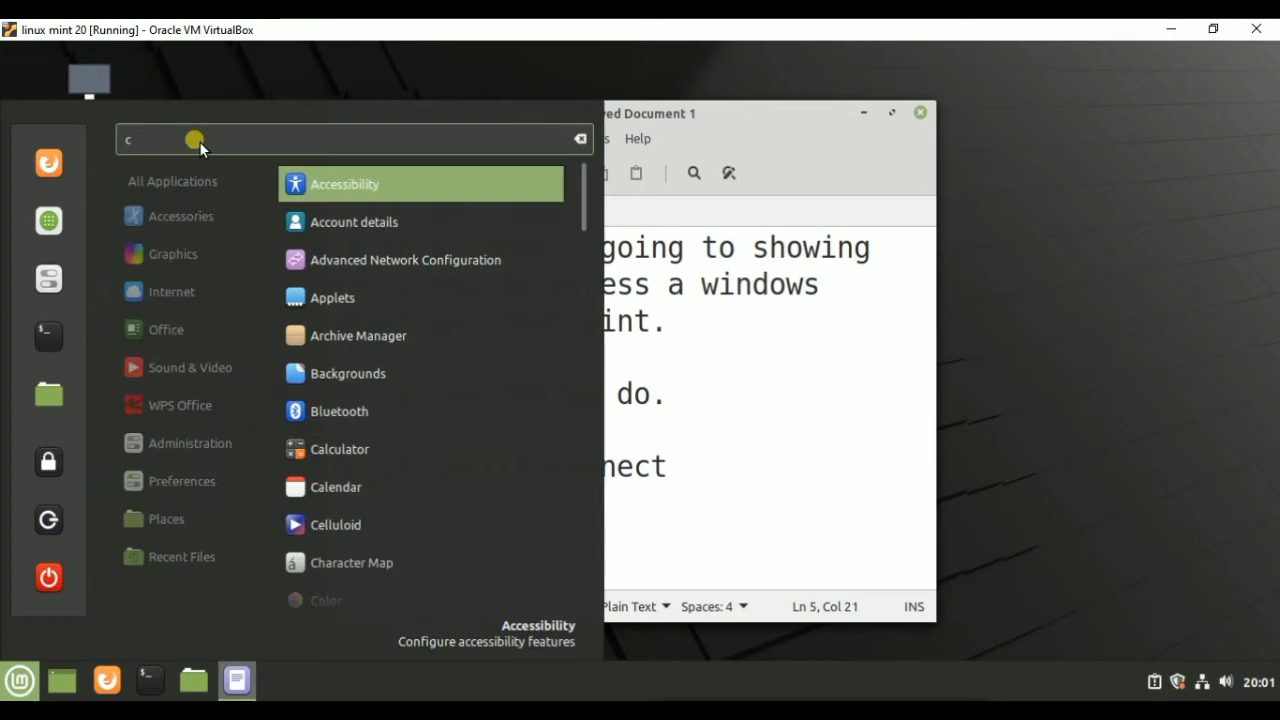 linux mint 20 [Running] - Oracle VM VirtualBox
ved Document 1
s Help
c
All Applications
Accessories
Graphics
Internet
Office
Sound & Video
WPS Office
Administration
Preferences
Places
Recent Files
Accessibility
Account details
Advanced Network Configuration
Applets
Archive Manager
Backgrounds
Bluetooth
Calculator
Calendar
Celluloid
Character Map
Color
Accessibility
Configure accessibility features
going to showing
ess a windows
int.
do.
nect
Plain Text Spaces: 4 Ln 5, Col 21 INS
20:01